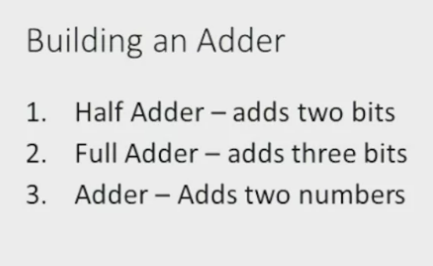 Building an Adder
1. Half Adder – adds two bits
2. Full Adder – adds three bits
3. Adder – Adds two numbers